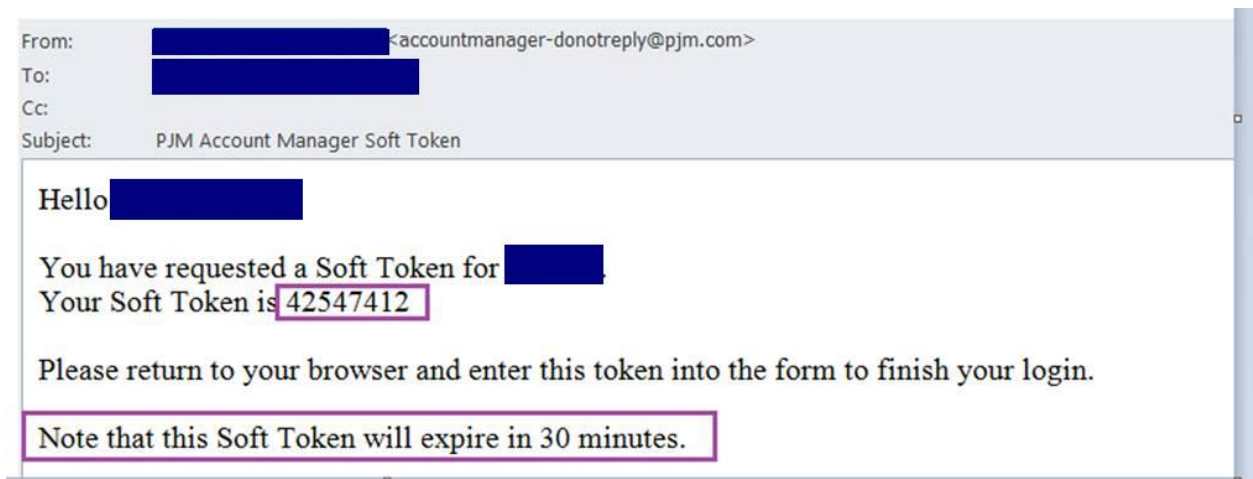 From: <accountmanager-donotreply@pjm.com>
To:
Cc:
Subject: PJM Account Manager Soft Token
Hello
You have requested a Soft Token for .
Your Soft Token is 42547412
Please return to your browser and enter this token into the form to finish your login.
Note that this Soft Token will expire in 30 minutes.